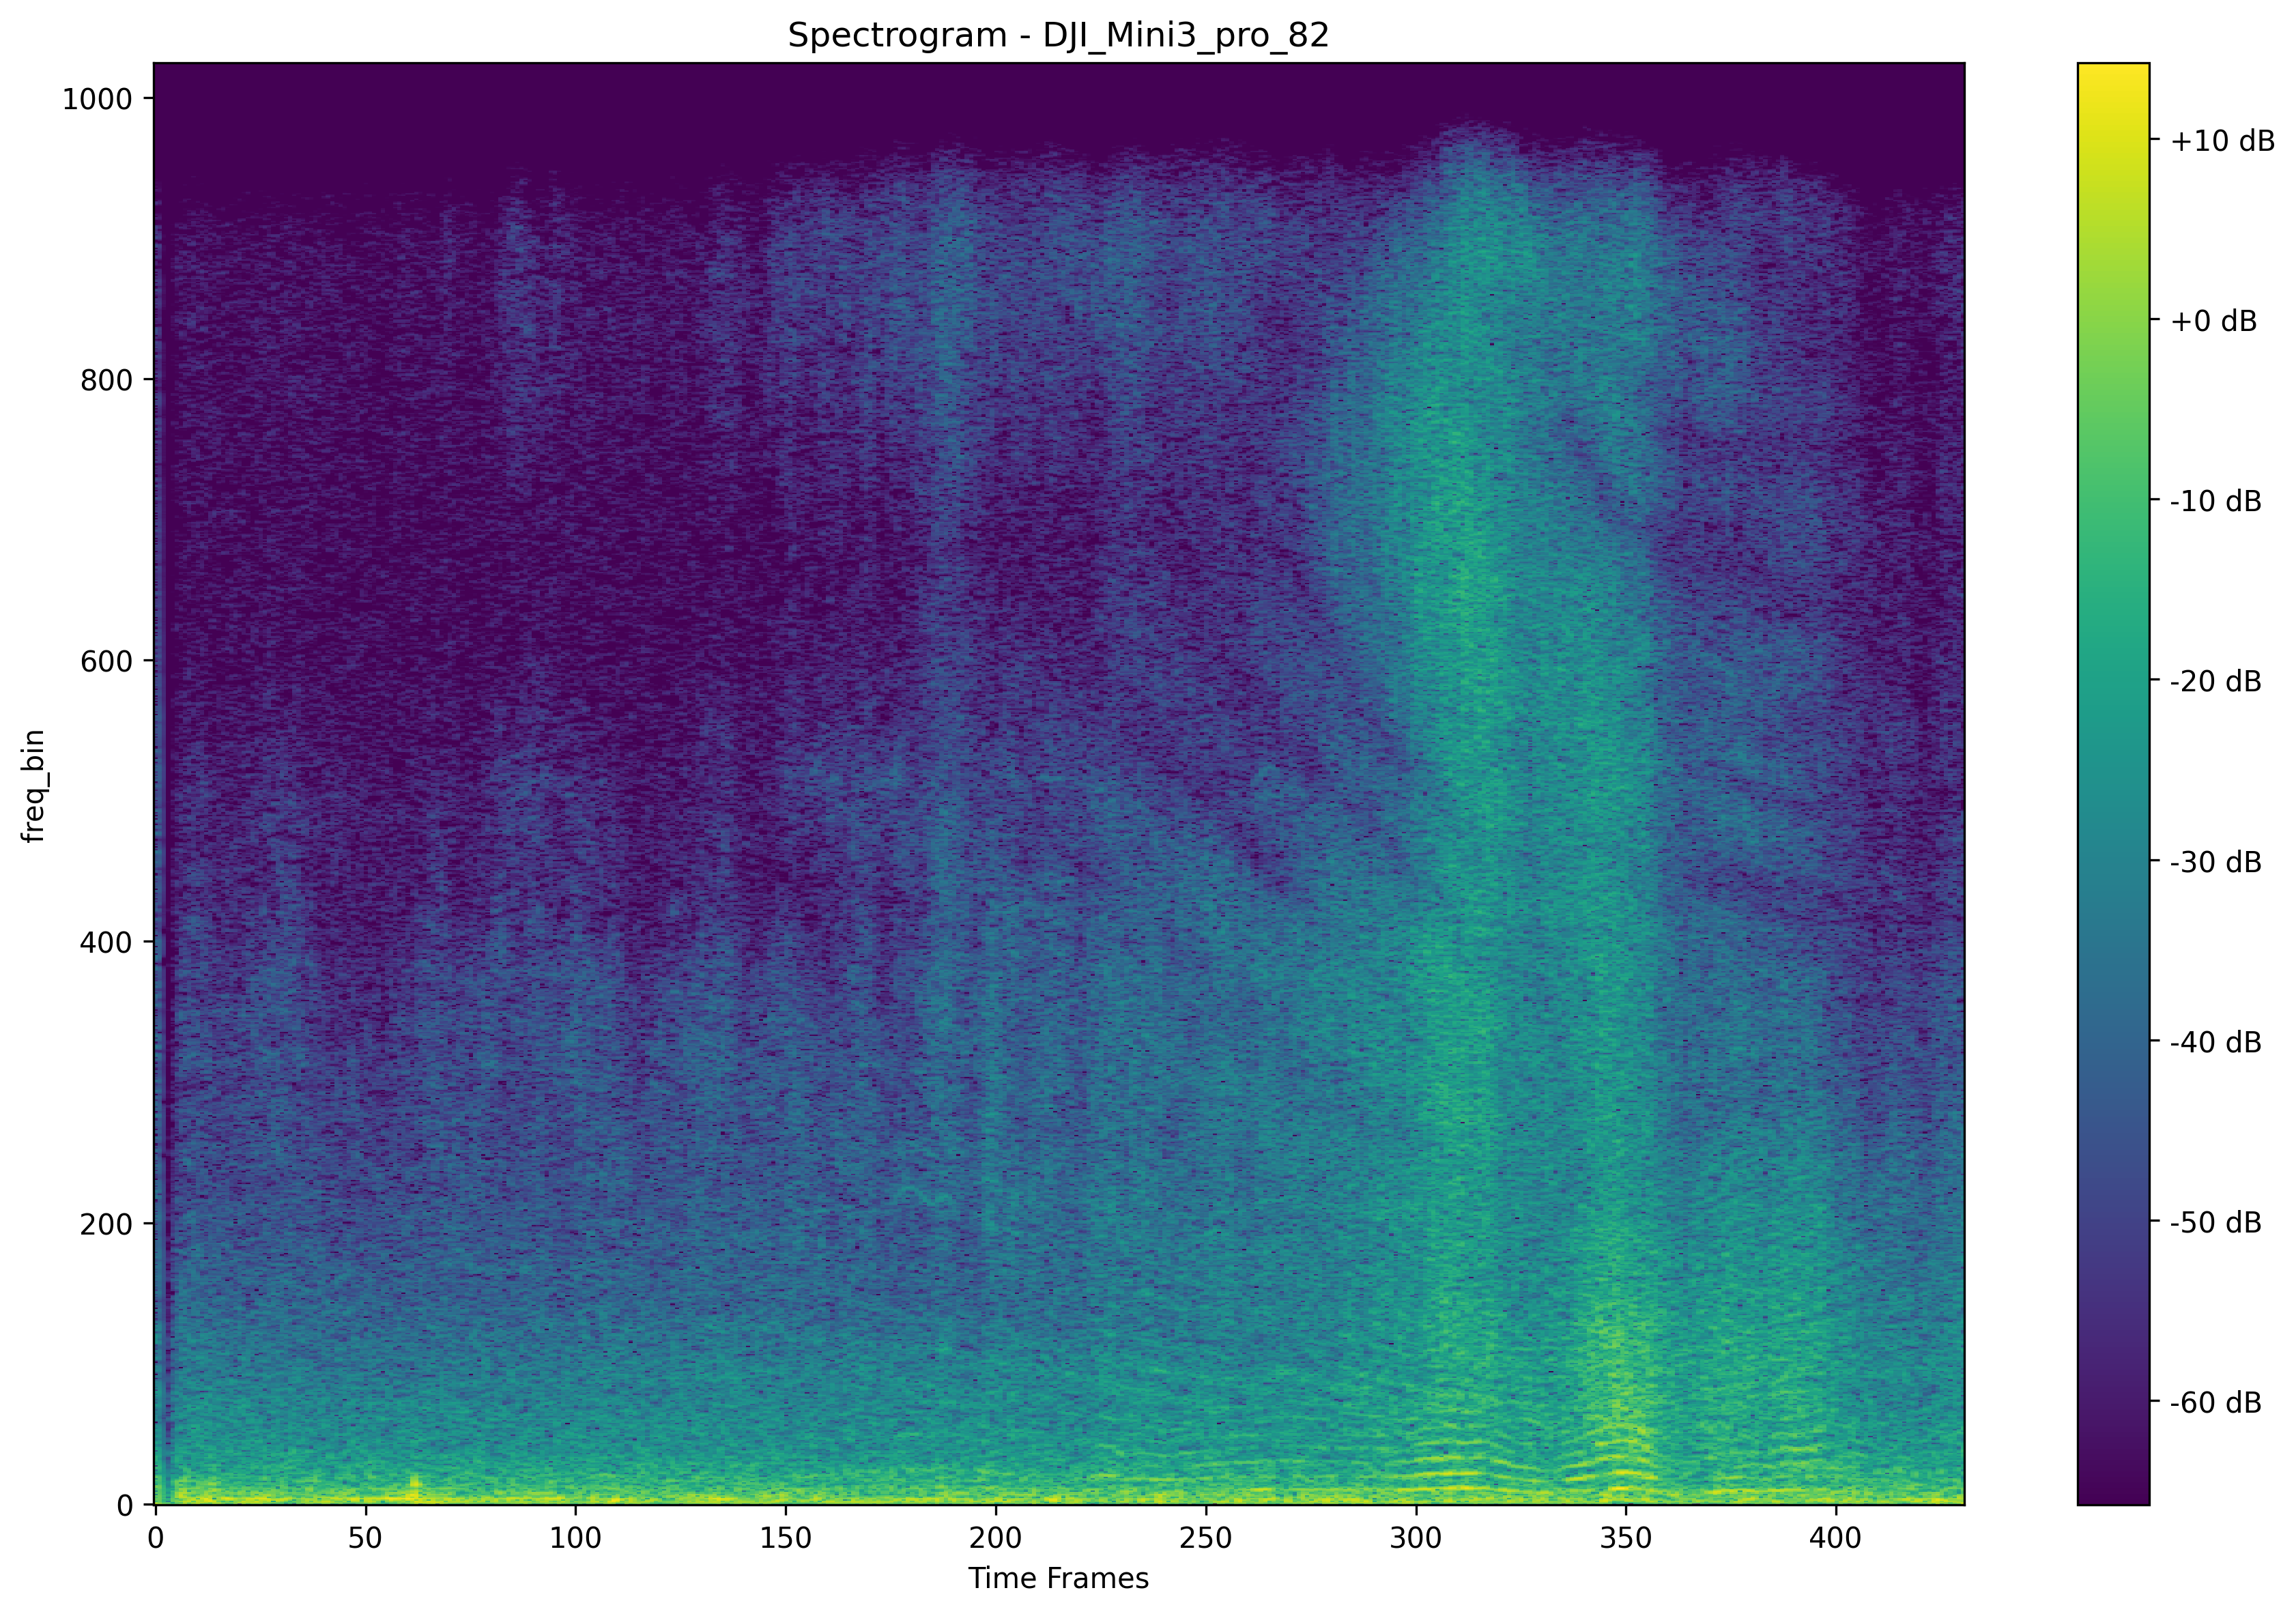 Spectrogram - DJI_Mini3_pro_82
1000
800
600
400
200
0
freq_bin
0 50 100 150 200 250 300 350 400
Time Frames
+10 dB
+0 dB
-10 dB
-20 dB
-30 dB
-40 dB
-50 dB
-60 dB